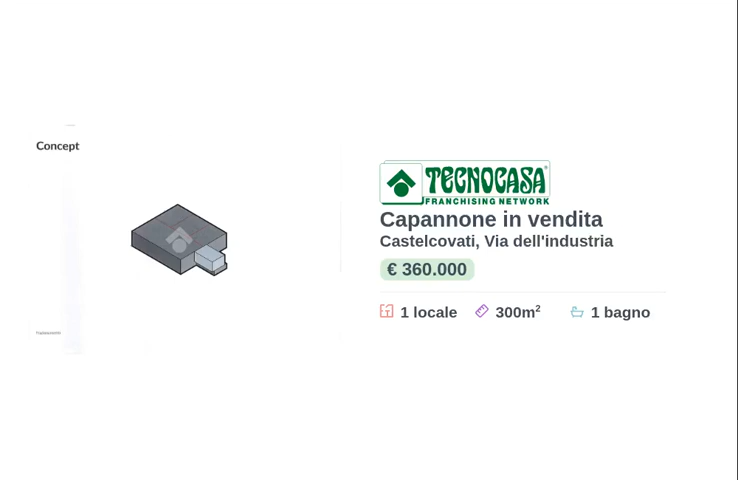 Concept
TECNOCASA
FRANCHISING NETWORK
Capannone in vendita
Castelcovati, Via dell'industria
€ 360.000
1 locale 300m² 1 bagno